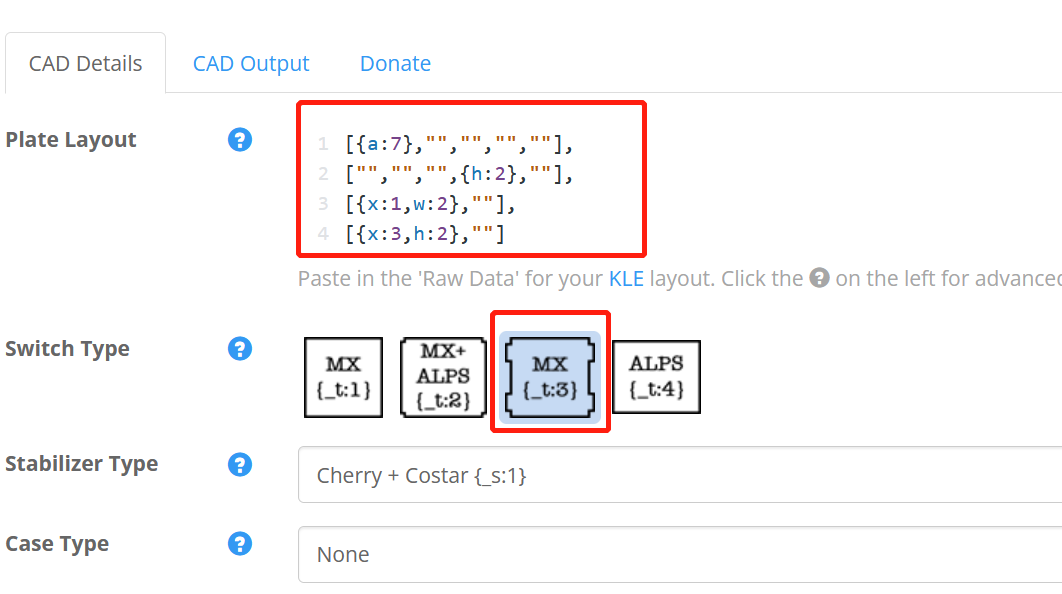 CAD Details CAD Output Donate
Plate Layout ?
1 [{a:7},"","","",""],
2 ["","","",{h:2},""],
3 [{x:1,w:2},""],
4 [{x:3,h:2},""]
Paste in the 'Raw Data' for your KLE layout. Click the ? on the left for advanced
Switch Type ?
MX
{_t:1}
MX+
ALPS
{_t:2}
MX
{_t:3}
ALPS
{_t:4}
Stabilizer Type ? Cherry + Costar {_s:1}
Case Type ? None